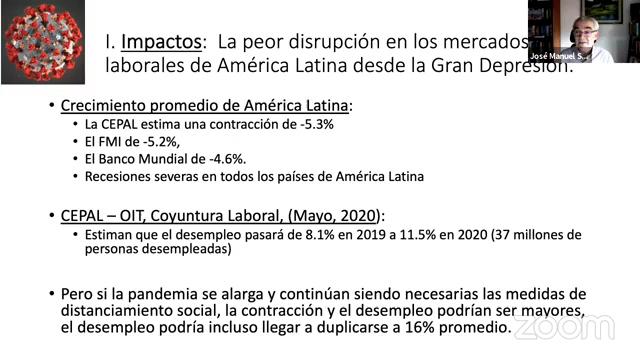 I. Impactos: La peor disrupción en los mercados
José Manuel S...
laborales de América Latina desde la Gran Depresión.
• Crecimiento promedio de América Latina:
• La CEPAL estima una contracción de -5.3%
• El FMI de -5.2%,
• El Banco Mundial de -4.6%.
• Recesiones severas en todos los países de América Latina
• CEPAL – OIT, Coyuntura Laboral, (Mayo, 2020):
• Estiman que el desempleo pasará de 8.1% en 2019 a 11.5% en 2020 (37 millones de
personas desempleadas)
• Pero si la pandemia se alarga y continúan siendo necesarias las medidas de
distanciamiento social, la contracción y el desempleo podrían ser mayores,
el desempleo podría incluso llegar a duplicarse a 16% promedio.
zoom